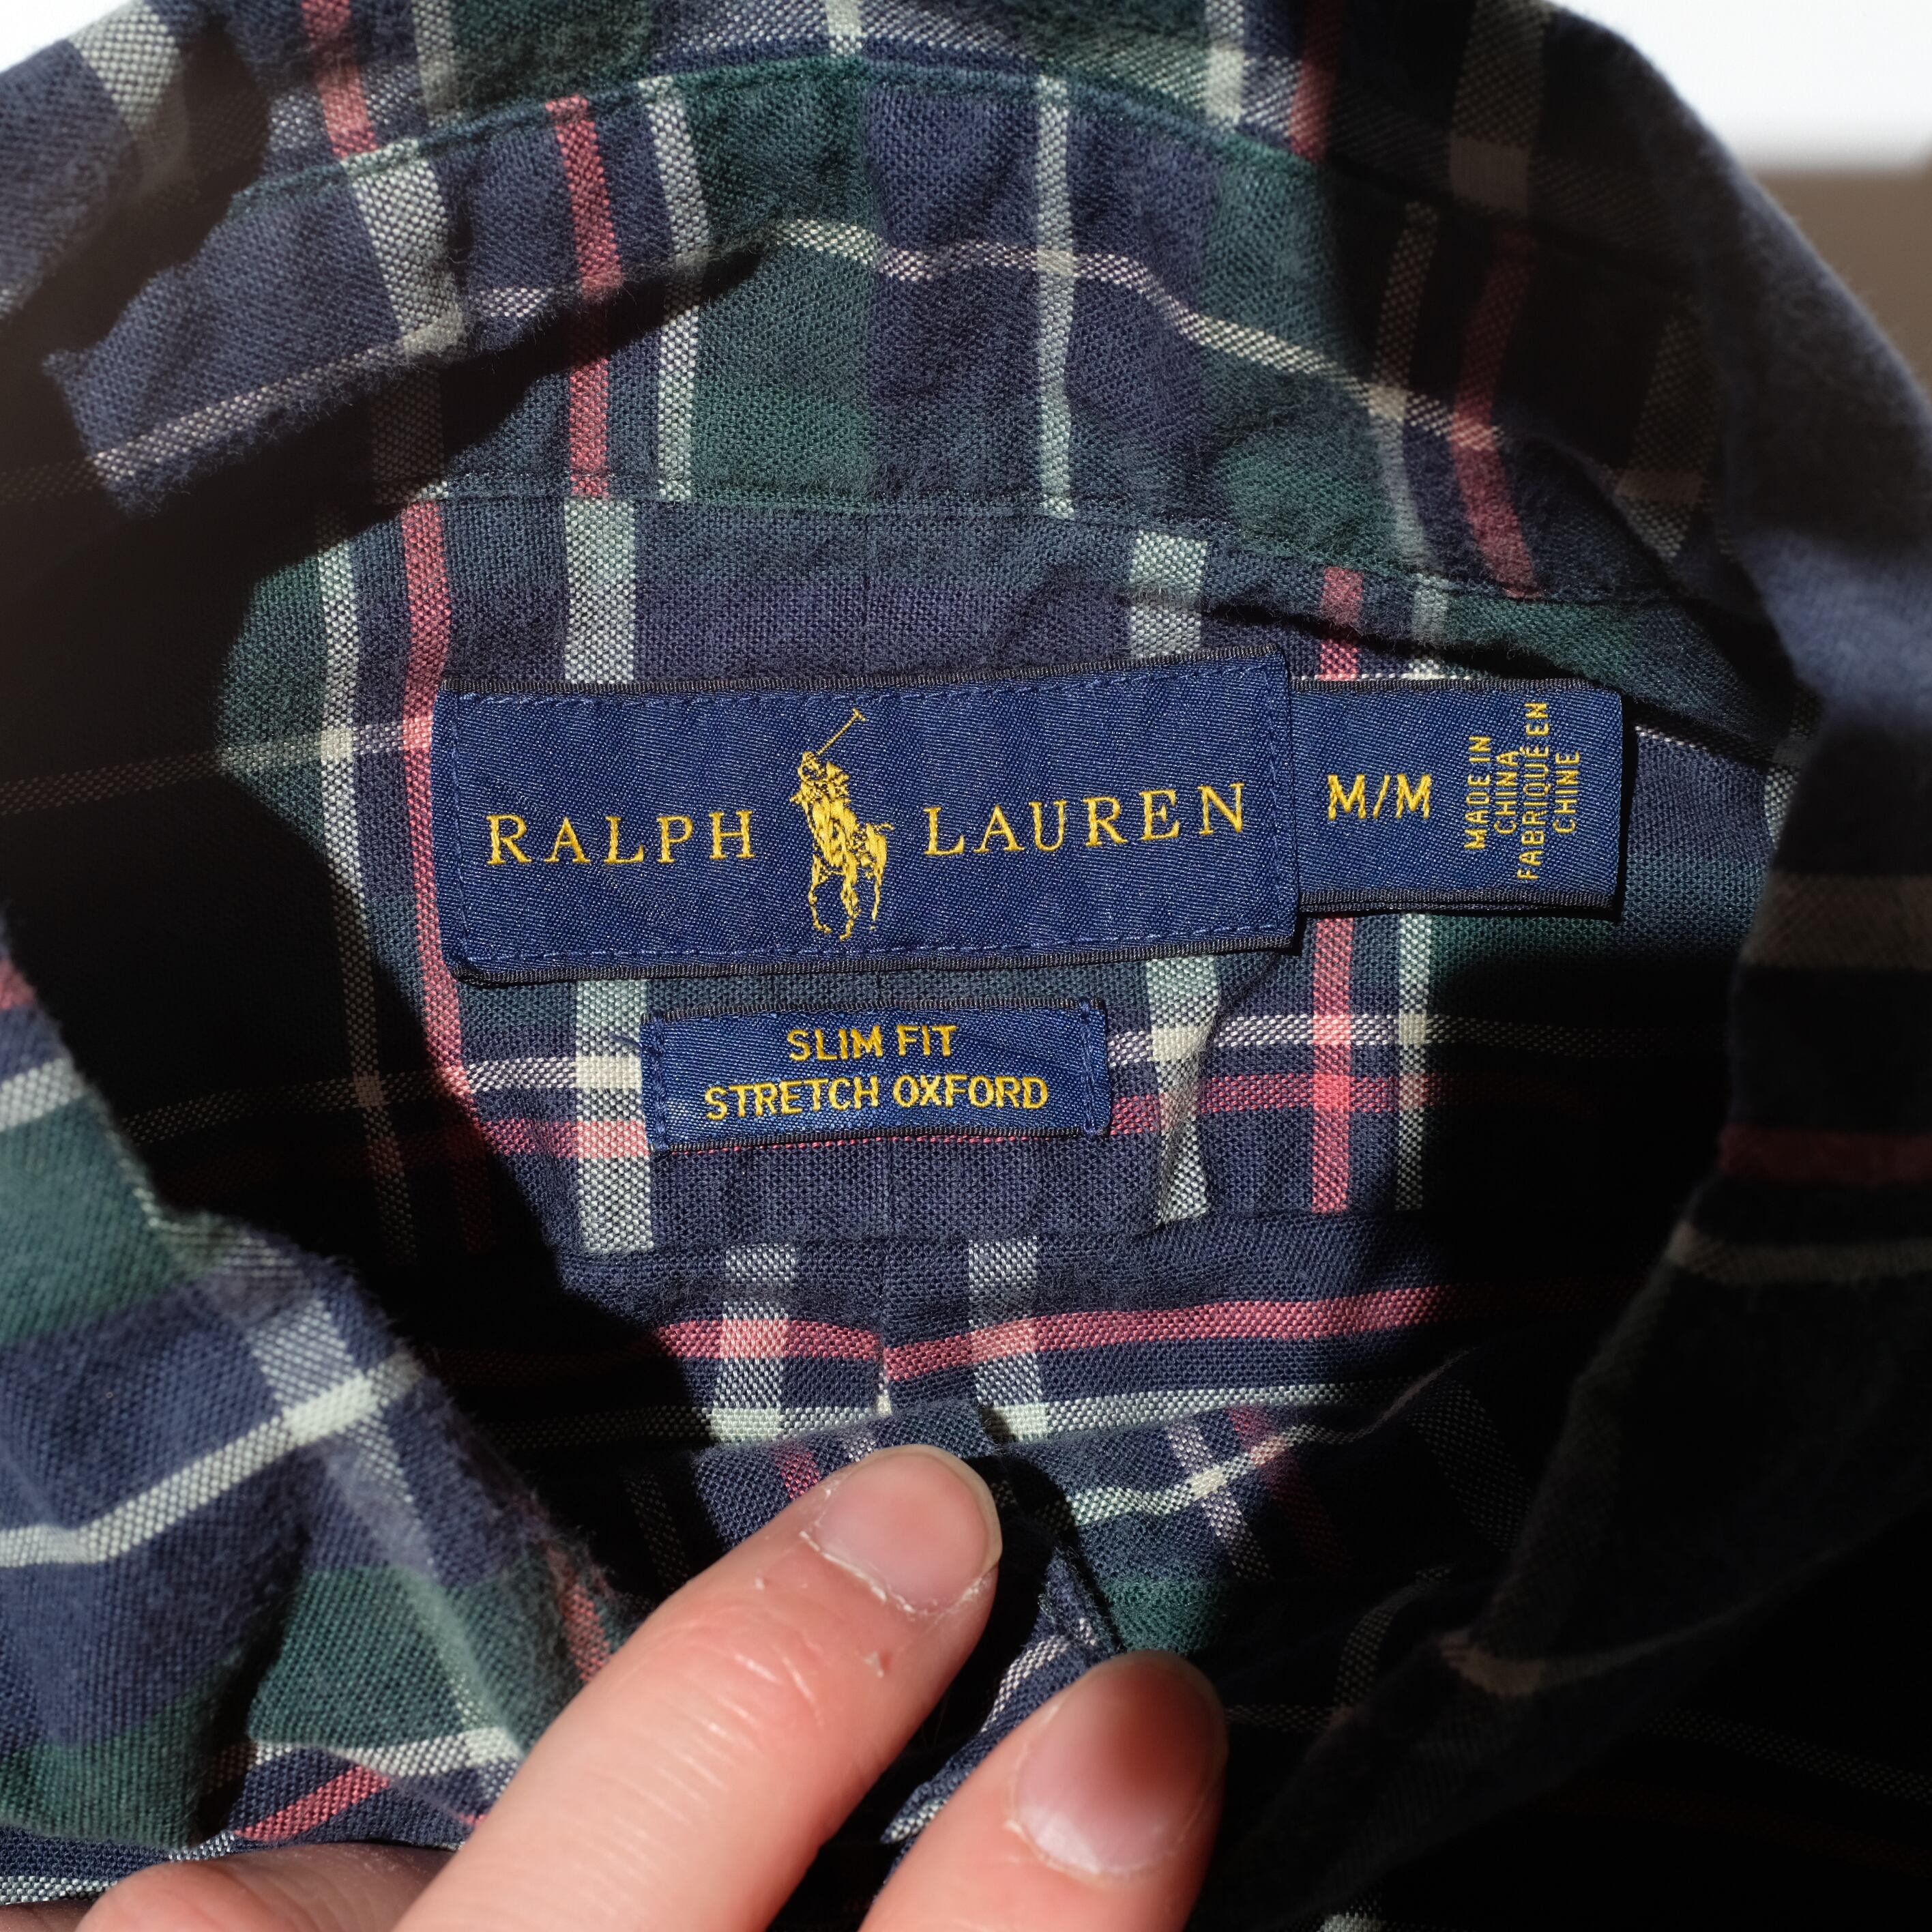 RALPH LAUREN
M/M
MADE IN
CHINA
FABRIQUÉ EN
CHINE
SLIM FIT
STRETCH OXFORD